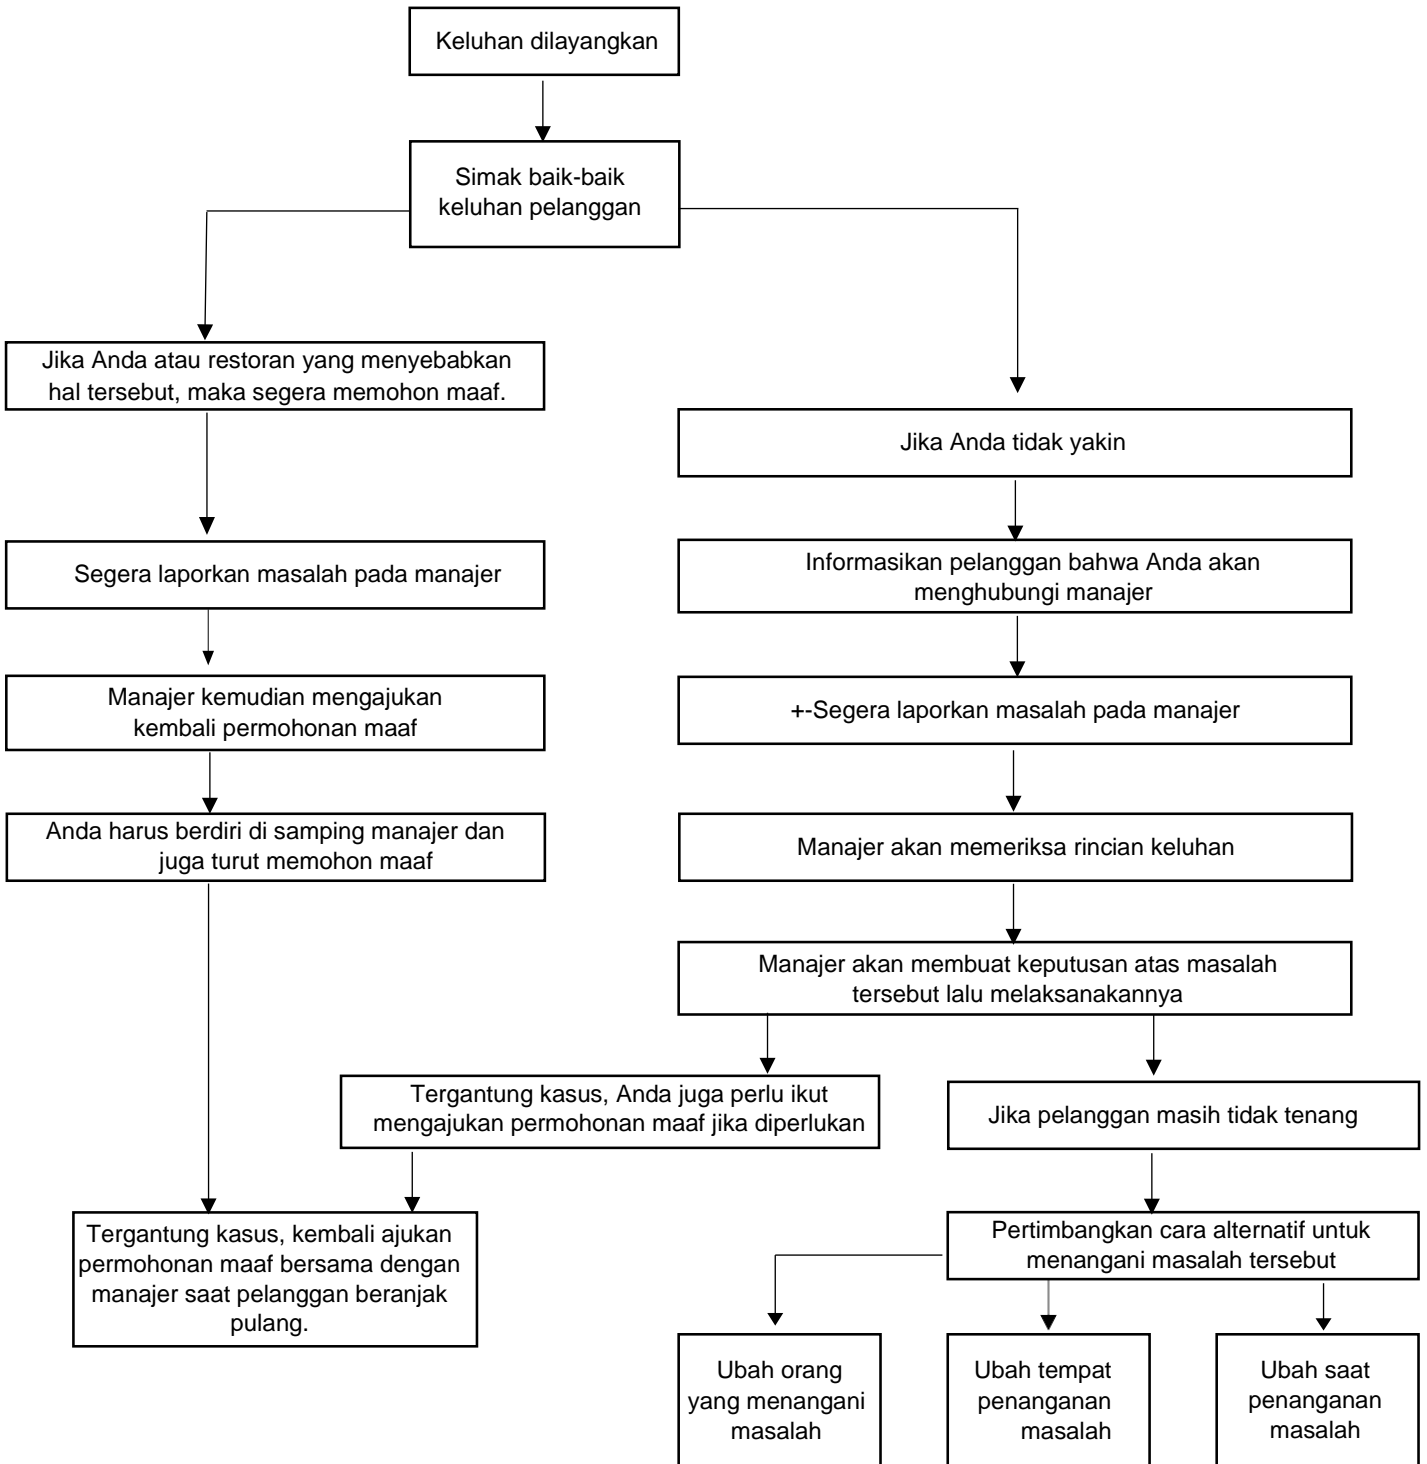 Keluhan dilayangkan
Simak baik-baik
keluhan pelanggan
Jika Anda atau restoran yang menyebabkan
hal tersebut, maka segera memohon maaf.
Segera laporkan masalah pada manajer
Manajer kemudian mengajukan
kembali permohonan maaf
Anda harus berdiri di samping manajer dan
juga turut memohon maaf
Jika Anda tidak yakin
Informasikan pelanggan bahwa Anda akan
menghubungi manajer
+-Segera laporkan masalah pada manajer
Manajer akan memeriksa rincian keluhan
Manajer akan membuat keputusan atas masalah
tersebut lalu melaksanakannya
Tergantung kasus, Anda juga perlu ikut
mengajukan permohonan maaf jika diperlukan
Tergantung kasus, kembali ajukan
permohonan maaf bersama dengan
manajer saat pelanggan beranjak
pulang.
Jika pelanggan masih tidak tenang
Pertimbangkan cara alternatif untuk
menangani masalah tersebut
Ubah orang
yang menangani
masalah
Ubah tempat
penanganan
masalah
Ubah saat
penanganan
masalah